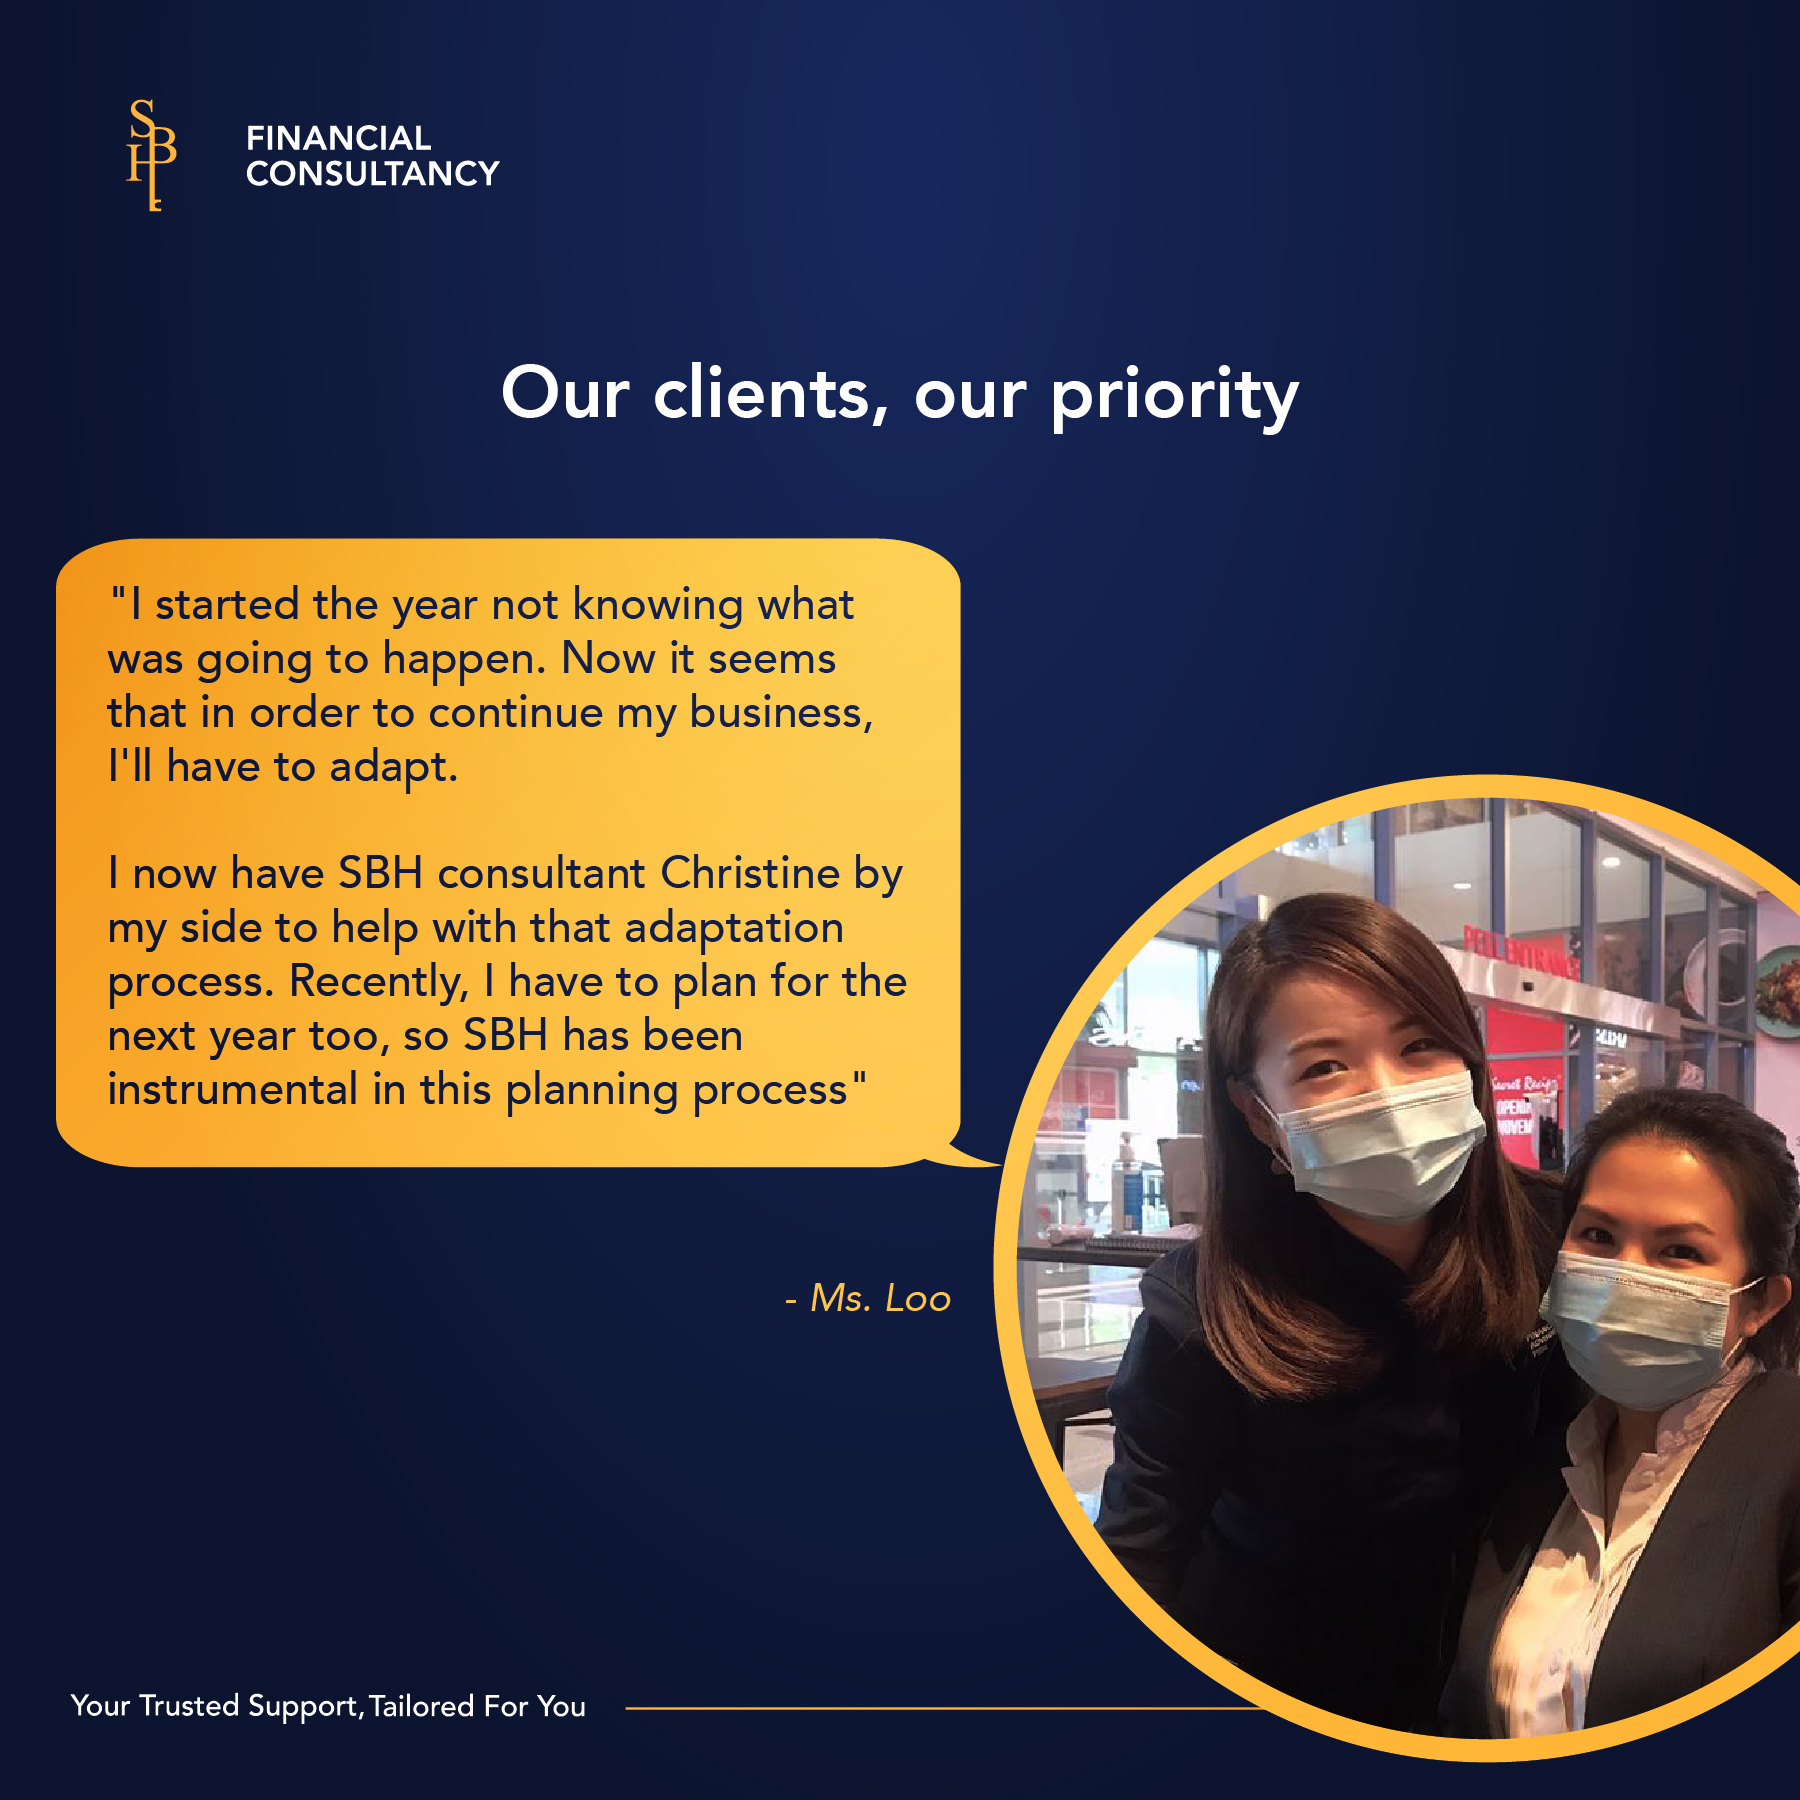 SBH
FINANCIAL
CONSULTANCY
Our clients, our priority
"I started the year not knowing what
was going to happen. Now it seems
that in order to continue my business,
I'll have to adapt.
I now have SBH consultant Christine by
my side to help with that adaptation
process. Recently, I have to plan for the
next year too, so SBH has been
instrumental in this planning process"
- Ms. Loo
ENTRANCE
Secret Recipe
Your Trusted Support, Tailored For You